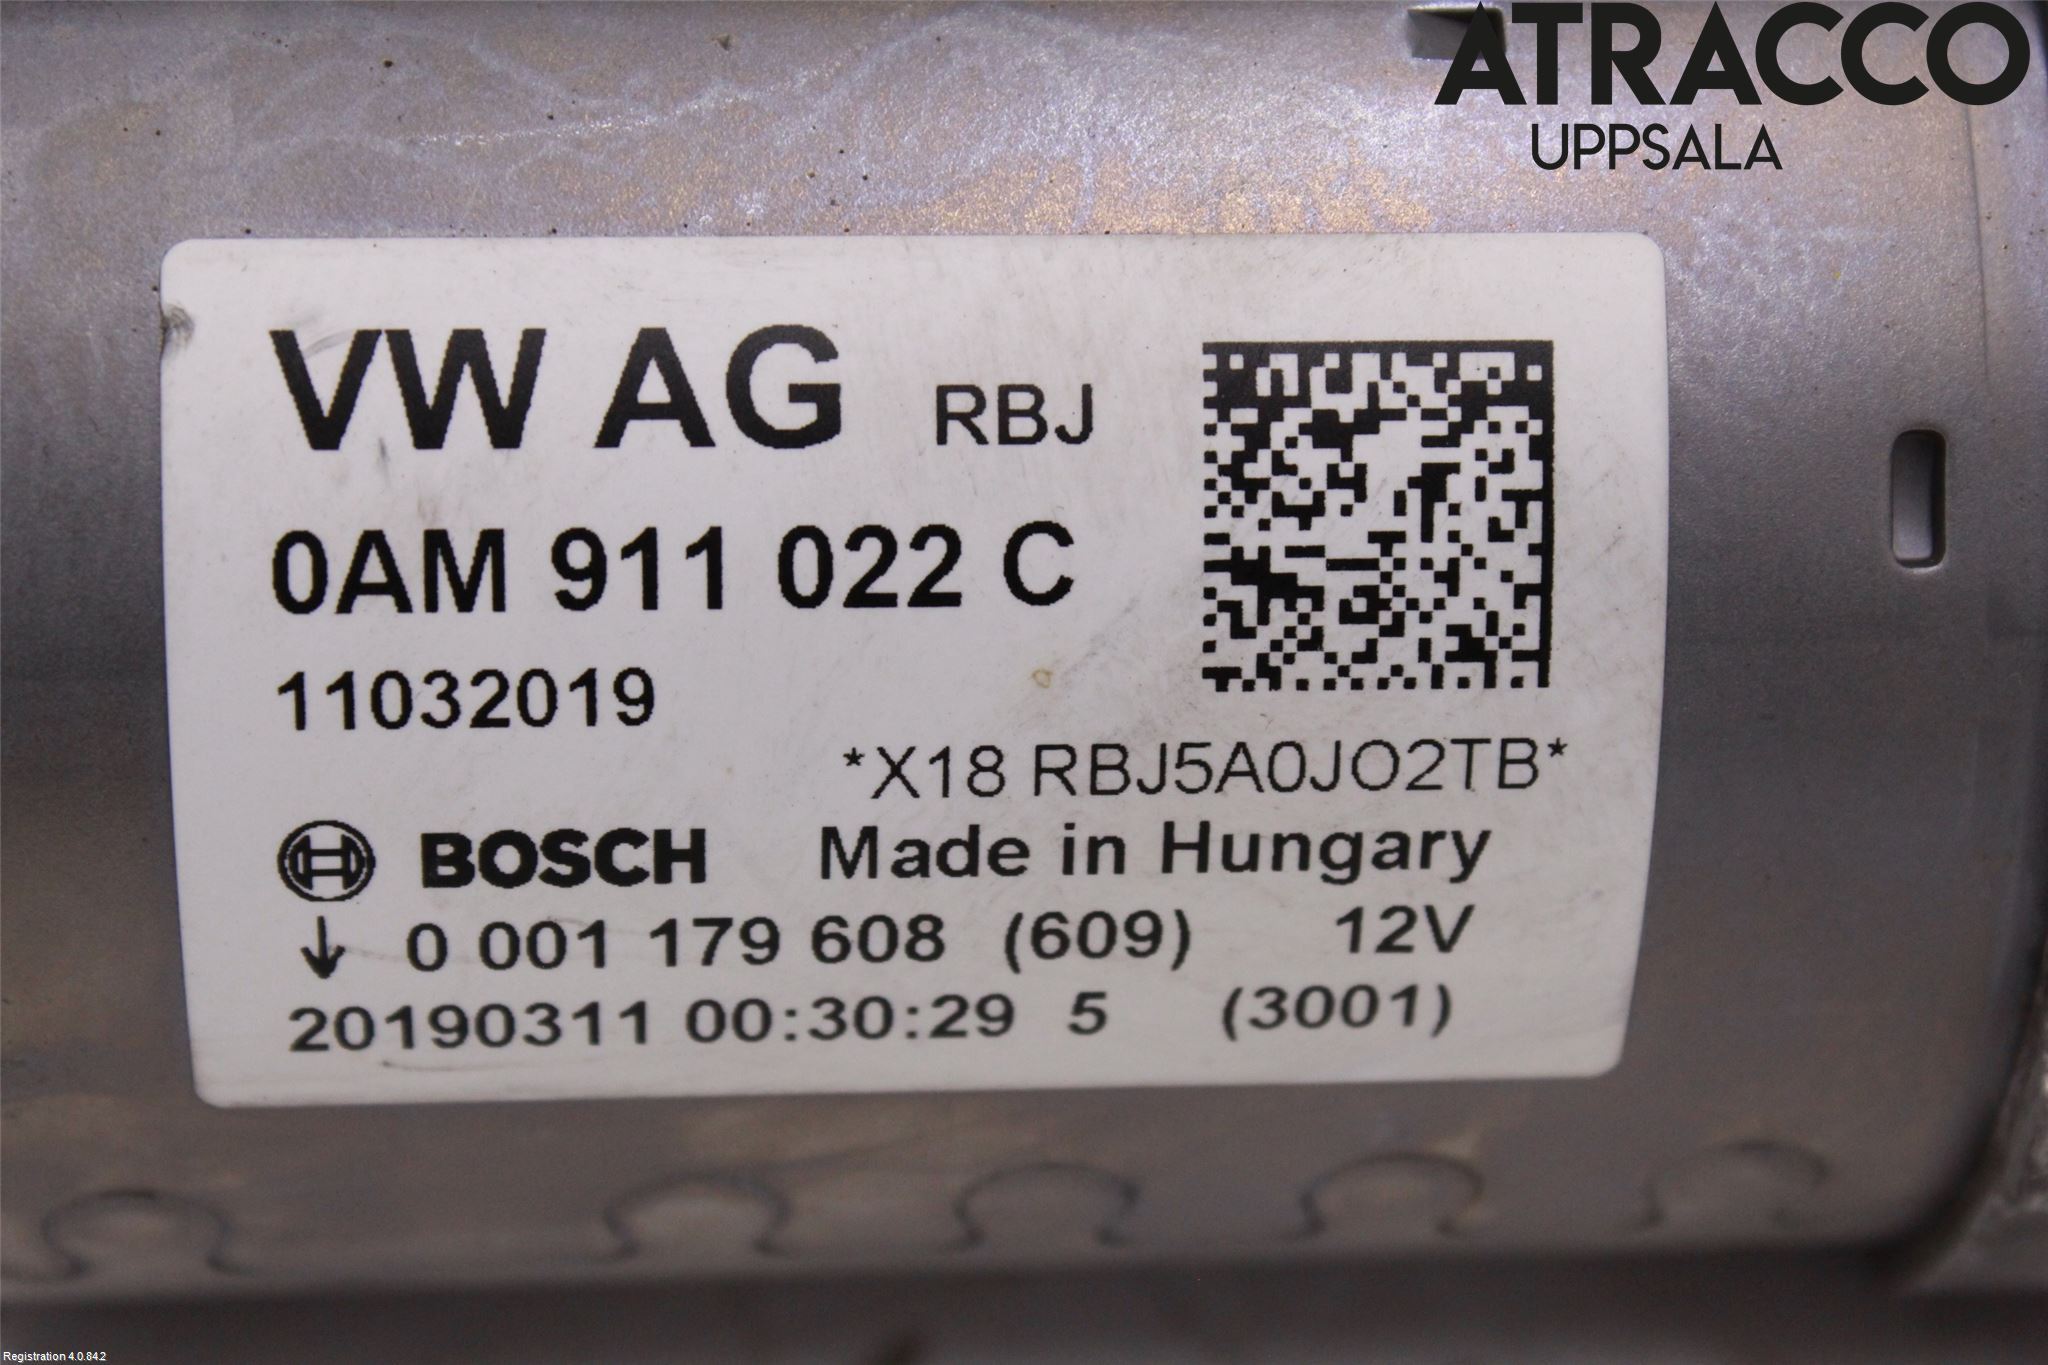 ATRACCO
UPPSALA
VW AG RBJ
0AM 911 022 C
11032019
*X18 RBJ5A0JO2TB*
BOSCH Made in Hungary
↓ 0 001 179 608 (609) 12V
20190311 00:30:29 5 (3001)
Registration 4.0.84.2